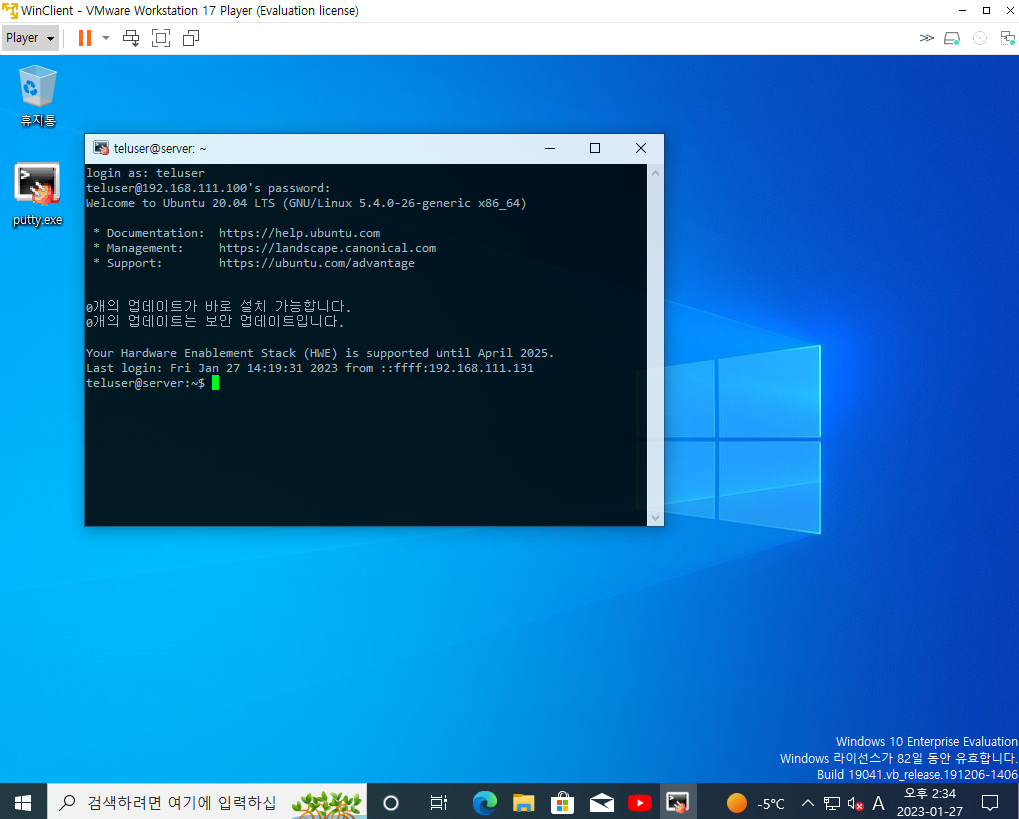 WinClient - VMware Workstation 17 Player (Evaluation license)
Player
휴지통
putty.exe
teluser@server: ~
login as: teluser
teluser@192.168.111.100's password:
Welcome to Ubuntu 20.04 LTS (GNU/Linux 5.4.0-26-generic x86_64)
* Documentation:  https://help.ubuntu.com
* Management:     https://landscape.canonical.com
* Support:        https://ubuntu.com/advantage
0개의 업데이트가 바로 설치 가능합니다.
0개의 업데이트는 보안 업데이트입니다.
Your Hardware Enablement Stack (HWE) is supported until April 2025.
Last login: Fri Jan 27 14:19:31 2023 from ::ffff:192.168.111.131
teluser@server:~$
Windows 10 Enterprise Evaluation
Windows 라이선스가 82일 동안 유효합니다.
Build 19041.vb_release.191206-1406
검색하려면 여기에 입력하십
-5°C
A
오후 2:34
2023-01-27